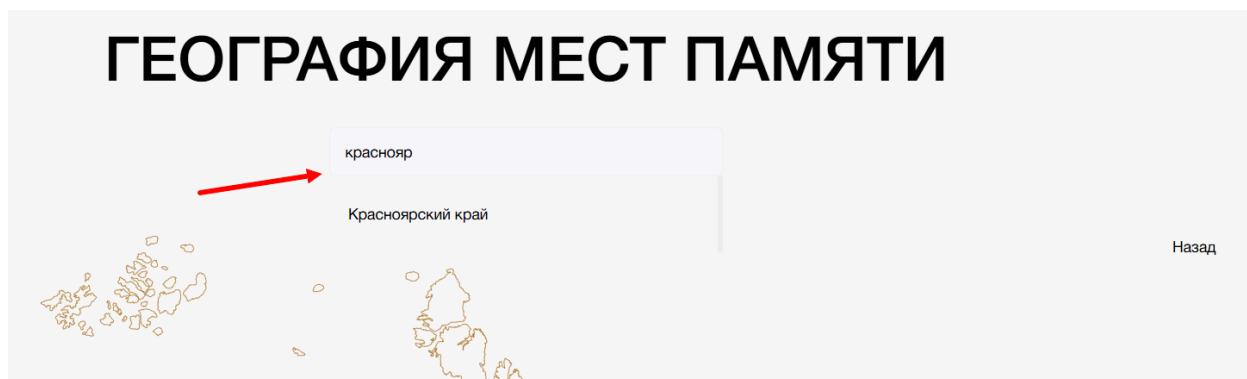 ГЕОГРАФИЯ МЕСТ ПАМЯТИ
краснояр
Красноярский край
Назад